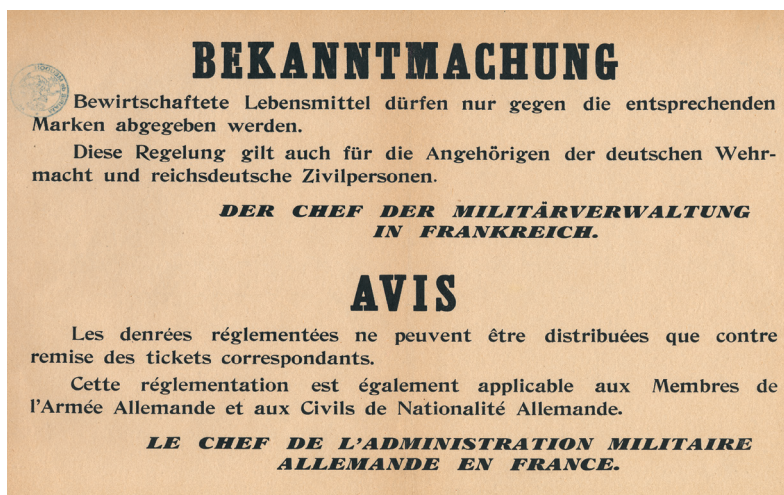 BEKANNTMACHUNG
Bewirtschaftete Lebensmittel dürfen nur gegen die entsprechenden
Marken abgegeben werden.
Diese Regelung gilt auch für die Angehörigen der deutschen Wehr-
macht und reichsdeutsche Zivilpersonen.
DER CHEF DER MILITÄRVERWALTUNG
IN FRANKREICH.
AVIS
Les denrées réglementées ne peuvent être distribuées que contre
remise des tickets correspondants.
Cette réglementation est également applicable aux Membres de
l'Armée Allemande et aux Civils de Nationalité Allemande.
LE CHEF DE L'ADMINISTRATION MILITAIRE
ALLEMANDE EN FRANCE.